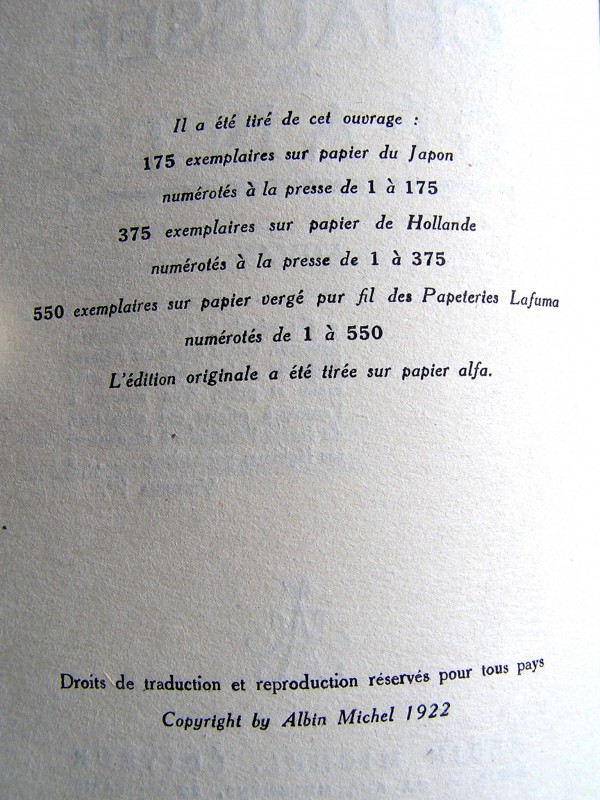 Il a été tiré de cet ouvrage :
175 exemplaires sur papier du Japon
numérotés à la presse de 1 à 175
375 exemplaires sur papier de Hollande
numérotés à la presse de 1 à 375
550 exemplaires sur papier vergé pur fil des Papeteries Lafuma
numérotés de 1 à 550
L'édition originale a été tirée sur papier alfa.
Droits de traduction et reproduction réservés pour tous pays
Copyright by Albin Michel 1922